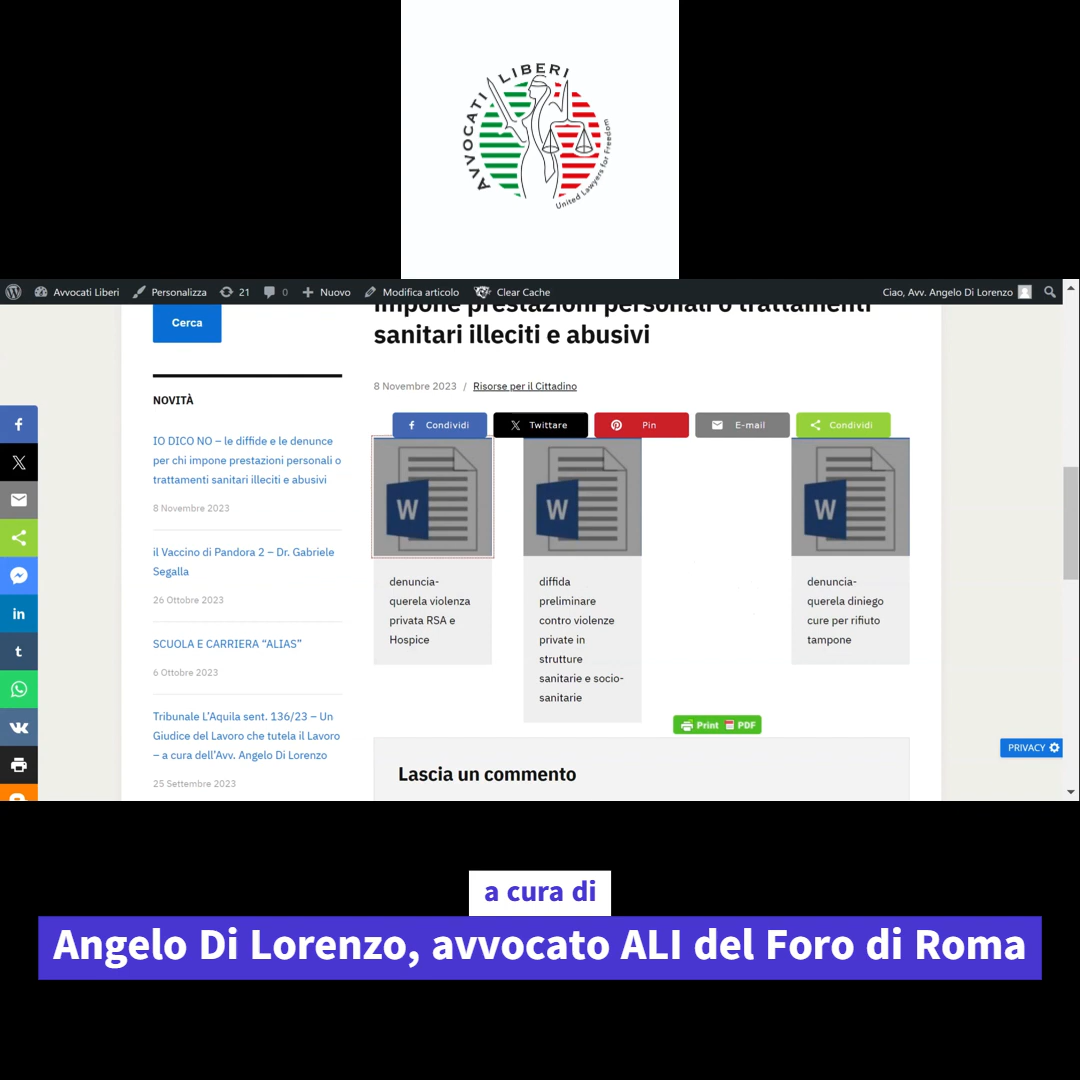 AVVOCATI LIBERI
United Lawyers for Freedom
Avvocati Liberi
Personalizza
21
0
Nuovo
Modifica articolo
Clear Cache
Ciao, Avv. Angelo Di Lorenzo
impone prestazioni personali o trattamenti
sanitari illeciti e abusivi
Cerca
8 Novembre 2023 / Risorse per il Cittadino
NOVITÀ
IO DICO NO – le diffide e le denunce
per chi impone prestazioni personali o
trattamenti sanitari illeciti e abusivi
8 Novembre 2023
il Vaccino di Pandora 2 – Dr. Gabriele
Segalla
26 Ottobre 2023
SCUOLA E CARRIERA “ALIAS”
6 Ottobre 2023
Tribunale L’Aquila sent. 136/23 – Un
Giudice del Lavoro che tutela il Lavoro
– a cura dell’Avv. Angelo Di Lorenzo
25 Settembre 2023
Condividi
Twittare
Pin
E-mail
Condividi
W
denuncia-
querela violenza
privata RSA e
Hospice
W
diffida
preliminare
contro violenze
private in
strutture
sanitarie e socio-
sanitarie
W
denuncia-
querela diniego
cure per rifiuto
tampone
Print PDF
PRIVACY
Lascia un commento
a cura di
Angelo Di Lorenzo, avvocato ALI del Foro di Roma